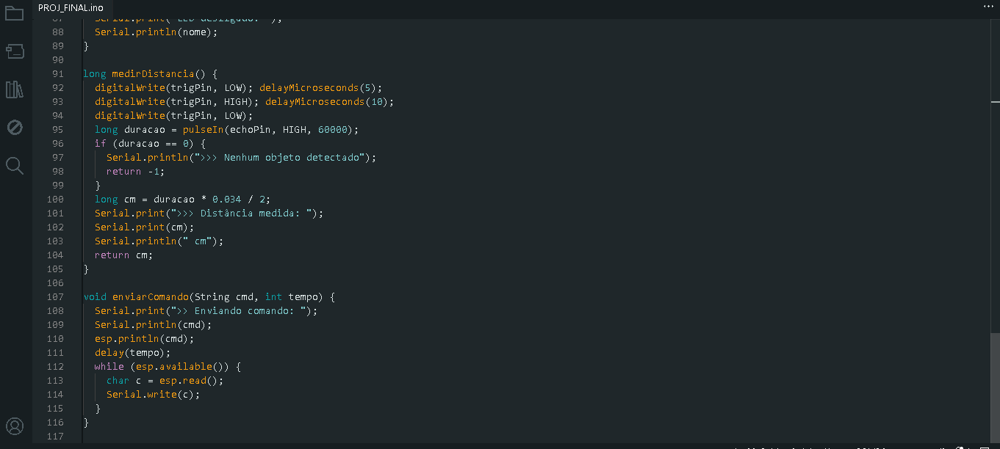 PROJ_FINAL.ino
88 Serial.println(nome);
89 }
90
91 long medirDistancia() {
92 digitalWrite(trigPin, LOW); delayMicroseconds(5);
93 digitalWrite(trigPin, HIGH); delayMicroseconds(10);
94 digitalWrite(trigPin, LOW);
95 long duracao = pulseIn(echoPin, HIGH, 60000);
96 if (duracao == 0) {
97 Serial.println(">>> Nenhum objeto detectado");
98 return -1;
99 }
100 long cm = duracao * 0.034 / 2;
101 Serial.print(">>> Distância medida: ");
102 Serial.print(cm);
103 Serial.println(" cm");
104 return cm;
105 }
106
107 void enviarComando(String cmd, int tempo) {
108 Serial.print(">> Enviando comando: ");
109 Serial.println(cmd);
110 esp.println(cmd);
111 delay(tempo);
112 while (esp.available()) {
113 char c = esp.read();
114 Serial.write(c);
115 }
116 }
117